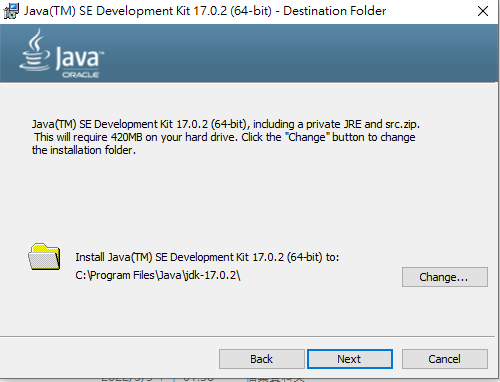 Java(TM) SE Development Kit 17.0.2 (64-bit) - Destination Folder
Java™
ORACLE
Java(TM) SE Development Kit 17.0.2 (64-bit), including a private JRE and src.zip.
This will require 420MB on your hard drive. Click the "Change" button to change
the installation folder.
Install Java(TM) SE Development Kit 17.0.2 (64-bit) to:
C:\Program Files\Java\jdk-17.0.2\
Change...
Back
Next
Cancel